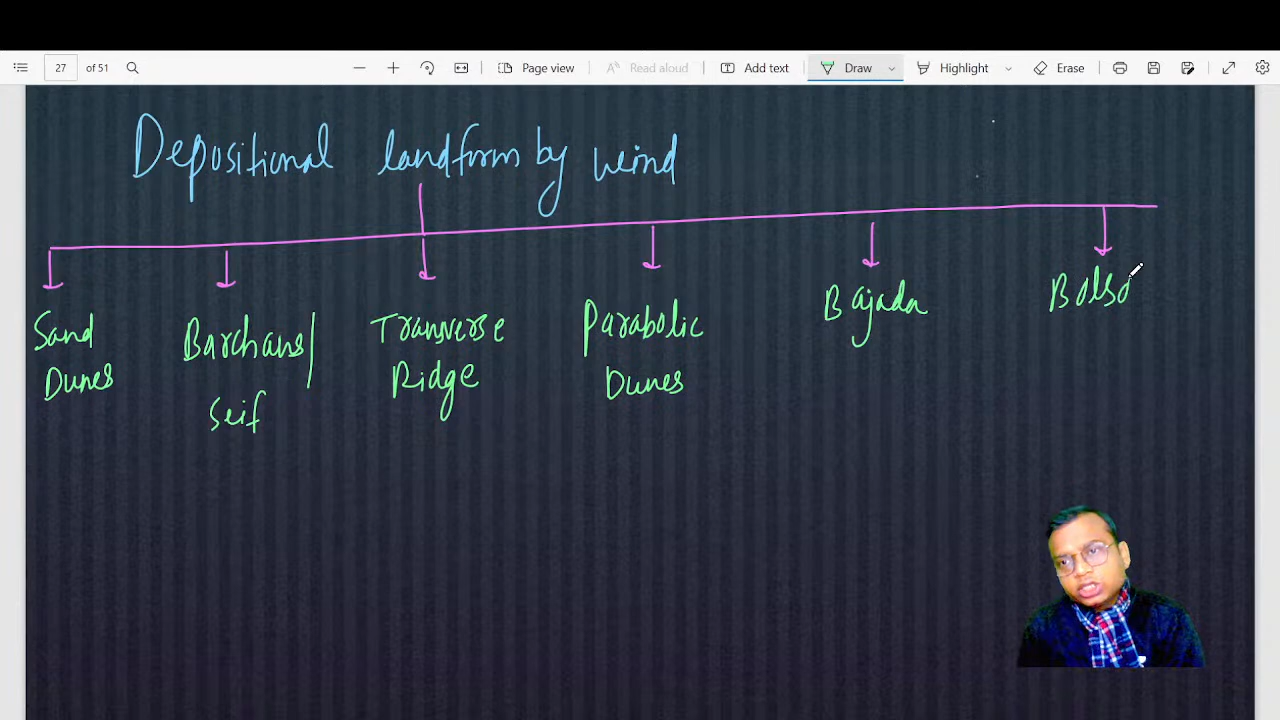 27 of 51 Page view Read aloud Add text Draw Highlight Erase
Depositional landform by wind
Sand
Dunes
Barchans/
Seif
Transverse
Ridge
Parabolic
Dunes
Bajada
Bolso